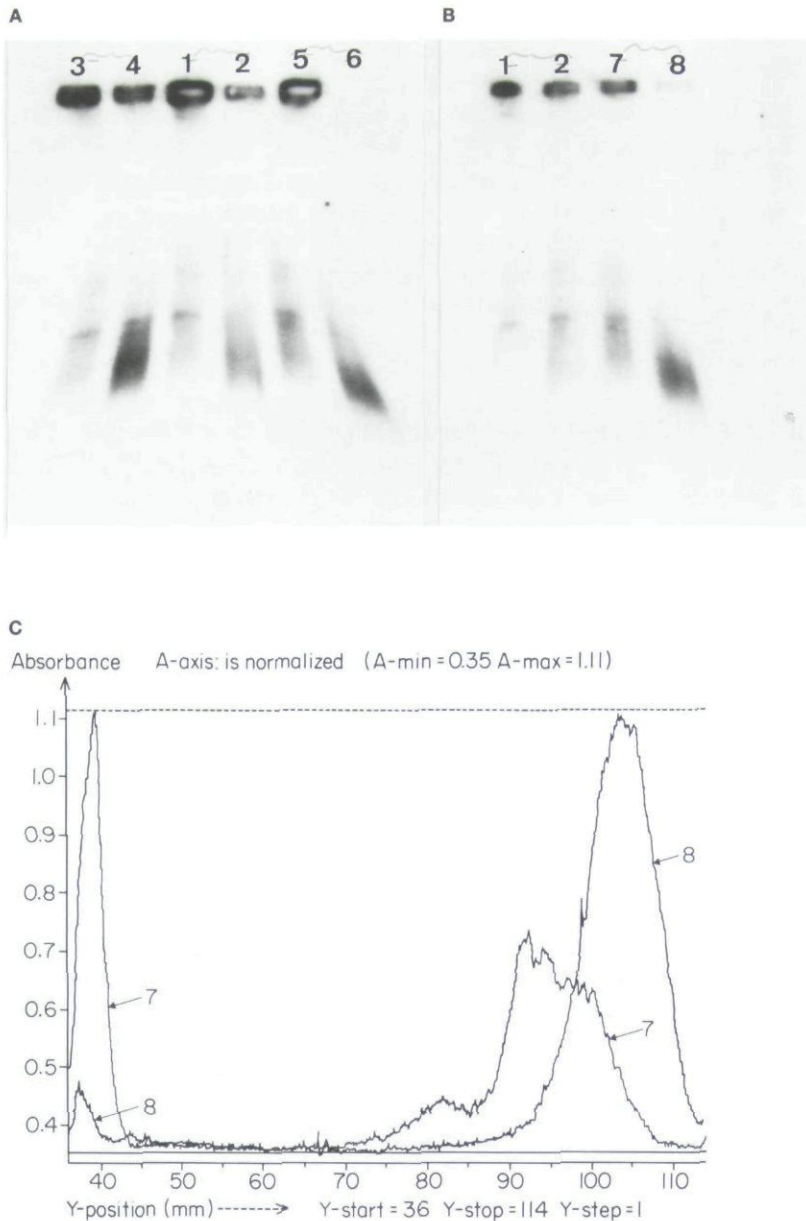 A
B
3 4 1 2 5 6
1 2 7 8
C
Absorbance A-axis: is normalized (A-min = 0.35 A-max = 1.11)
1.1
1.0
0.9
0.8
0.7
0.6
0.5
0.4
8
7
7
8
40 50 60 70 80 90 100 110
Y-position (mm) -----> Y-start = 36 Y-stop = 114 Y-step = 1